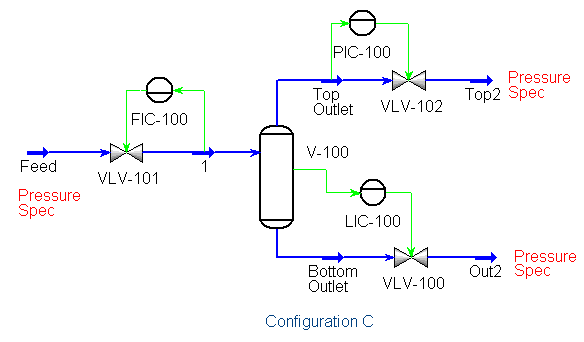 PIC-100
Top
Outlet
VLV-102
Top2
Pressure
Spec
FIC-100
Feed
VLV-101
1
V-100
Pressure
Spec
LIC-100
Bottom
Outlet
VLV-100
Out2
Pressure
Spec
Configuration C